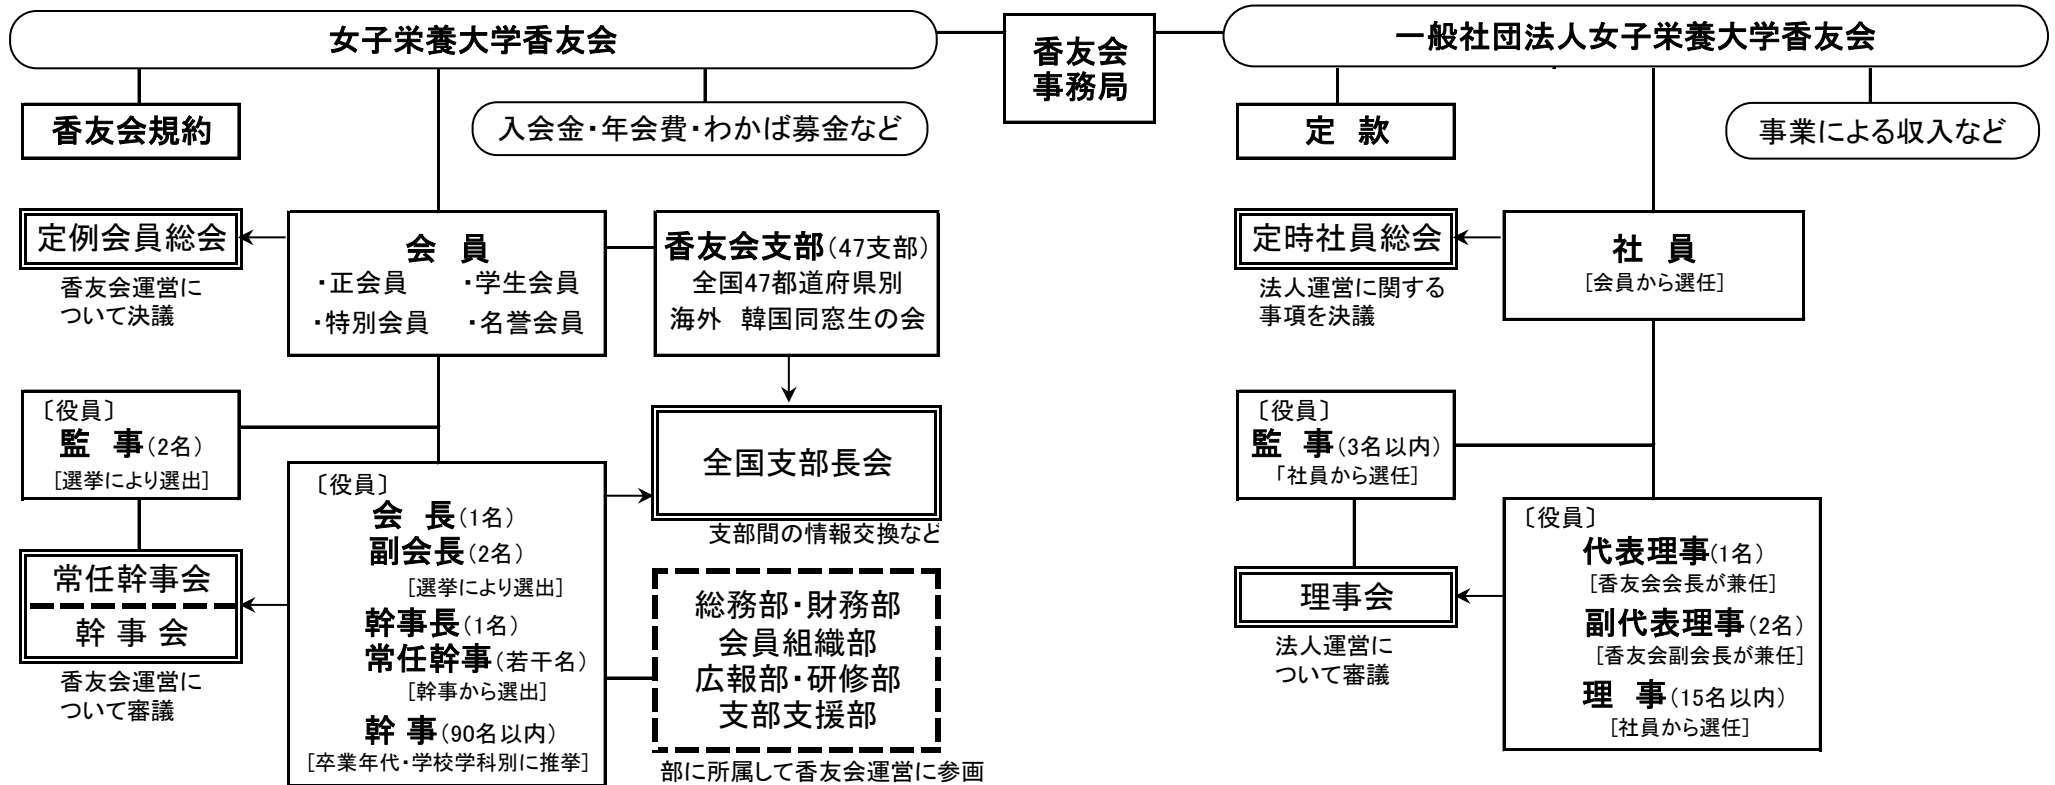 女子栄養大学香友会
香友会規約
入会金・年会費・わかば募金など
定例会員総会
香友会運営に
ついて決議
会 員
・正会員 ・学生会員
・特別会員 ・名誉会員
香友会支部(47支部)
全国47都道府県別
海外 韓国同窓生の会
〔役員〕
監 事(2名)
[選挙により選出]
常任幹事会
幹 事 会
香友会運営に
ついて審議
〔役員〕
会 長(1名)
副会長(2名)
[選挙により選出]
幹事長(1名)
常任幹事(若干名)
[幹事から選出]
幹 事(90名以内)
[卒業年代・学校学科別に推挙]
全国支部長会
支部間の情報交換など
総務部・財務部
会員組織部
広報部・研修部
支部支援部
部に所属して香友会運営に参画
香友会
事務局
一般社団法人女子栄養大学香友会
定 款
事業による収入など
定時社員総会
法人運営に関する
事項を決議
社 員
[会員から選任]
〔役員〕
監 事(3名以内)
「社員から選任]
理事会
法人運営に
ついて審議
〔役員〕
代表理事(1名)
[香友会会長が兼任]
副代表理事(2名)
[香友会副会長が兼任]
理 事(15名以内)
[社員から選任]